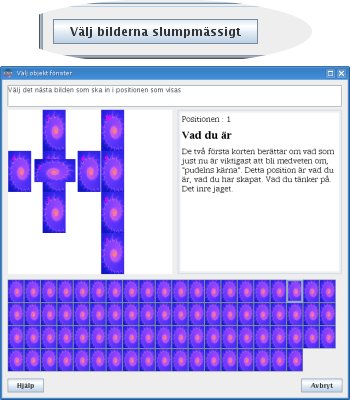 Välj bilderna slumpmässigt
Välj objekt fönster
Välj det nästa bilden som ska in i positionen som visas
Positionen : 1
Vad du är
De två första korten berättar om vad som
just nu är viktigast att bli medveten om,
"pudelns kärna". Detta position är vad du
är, vad du har skapat. Vad du tänker på.
Det inre jaget.
Hjälp
Avbryt